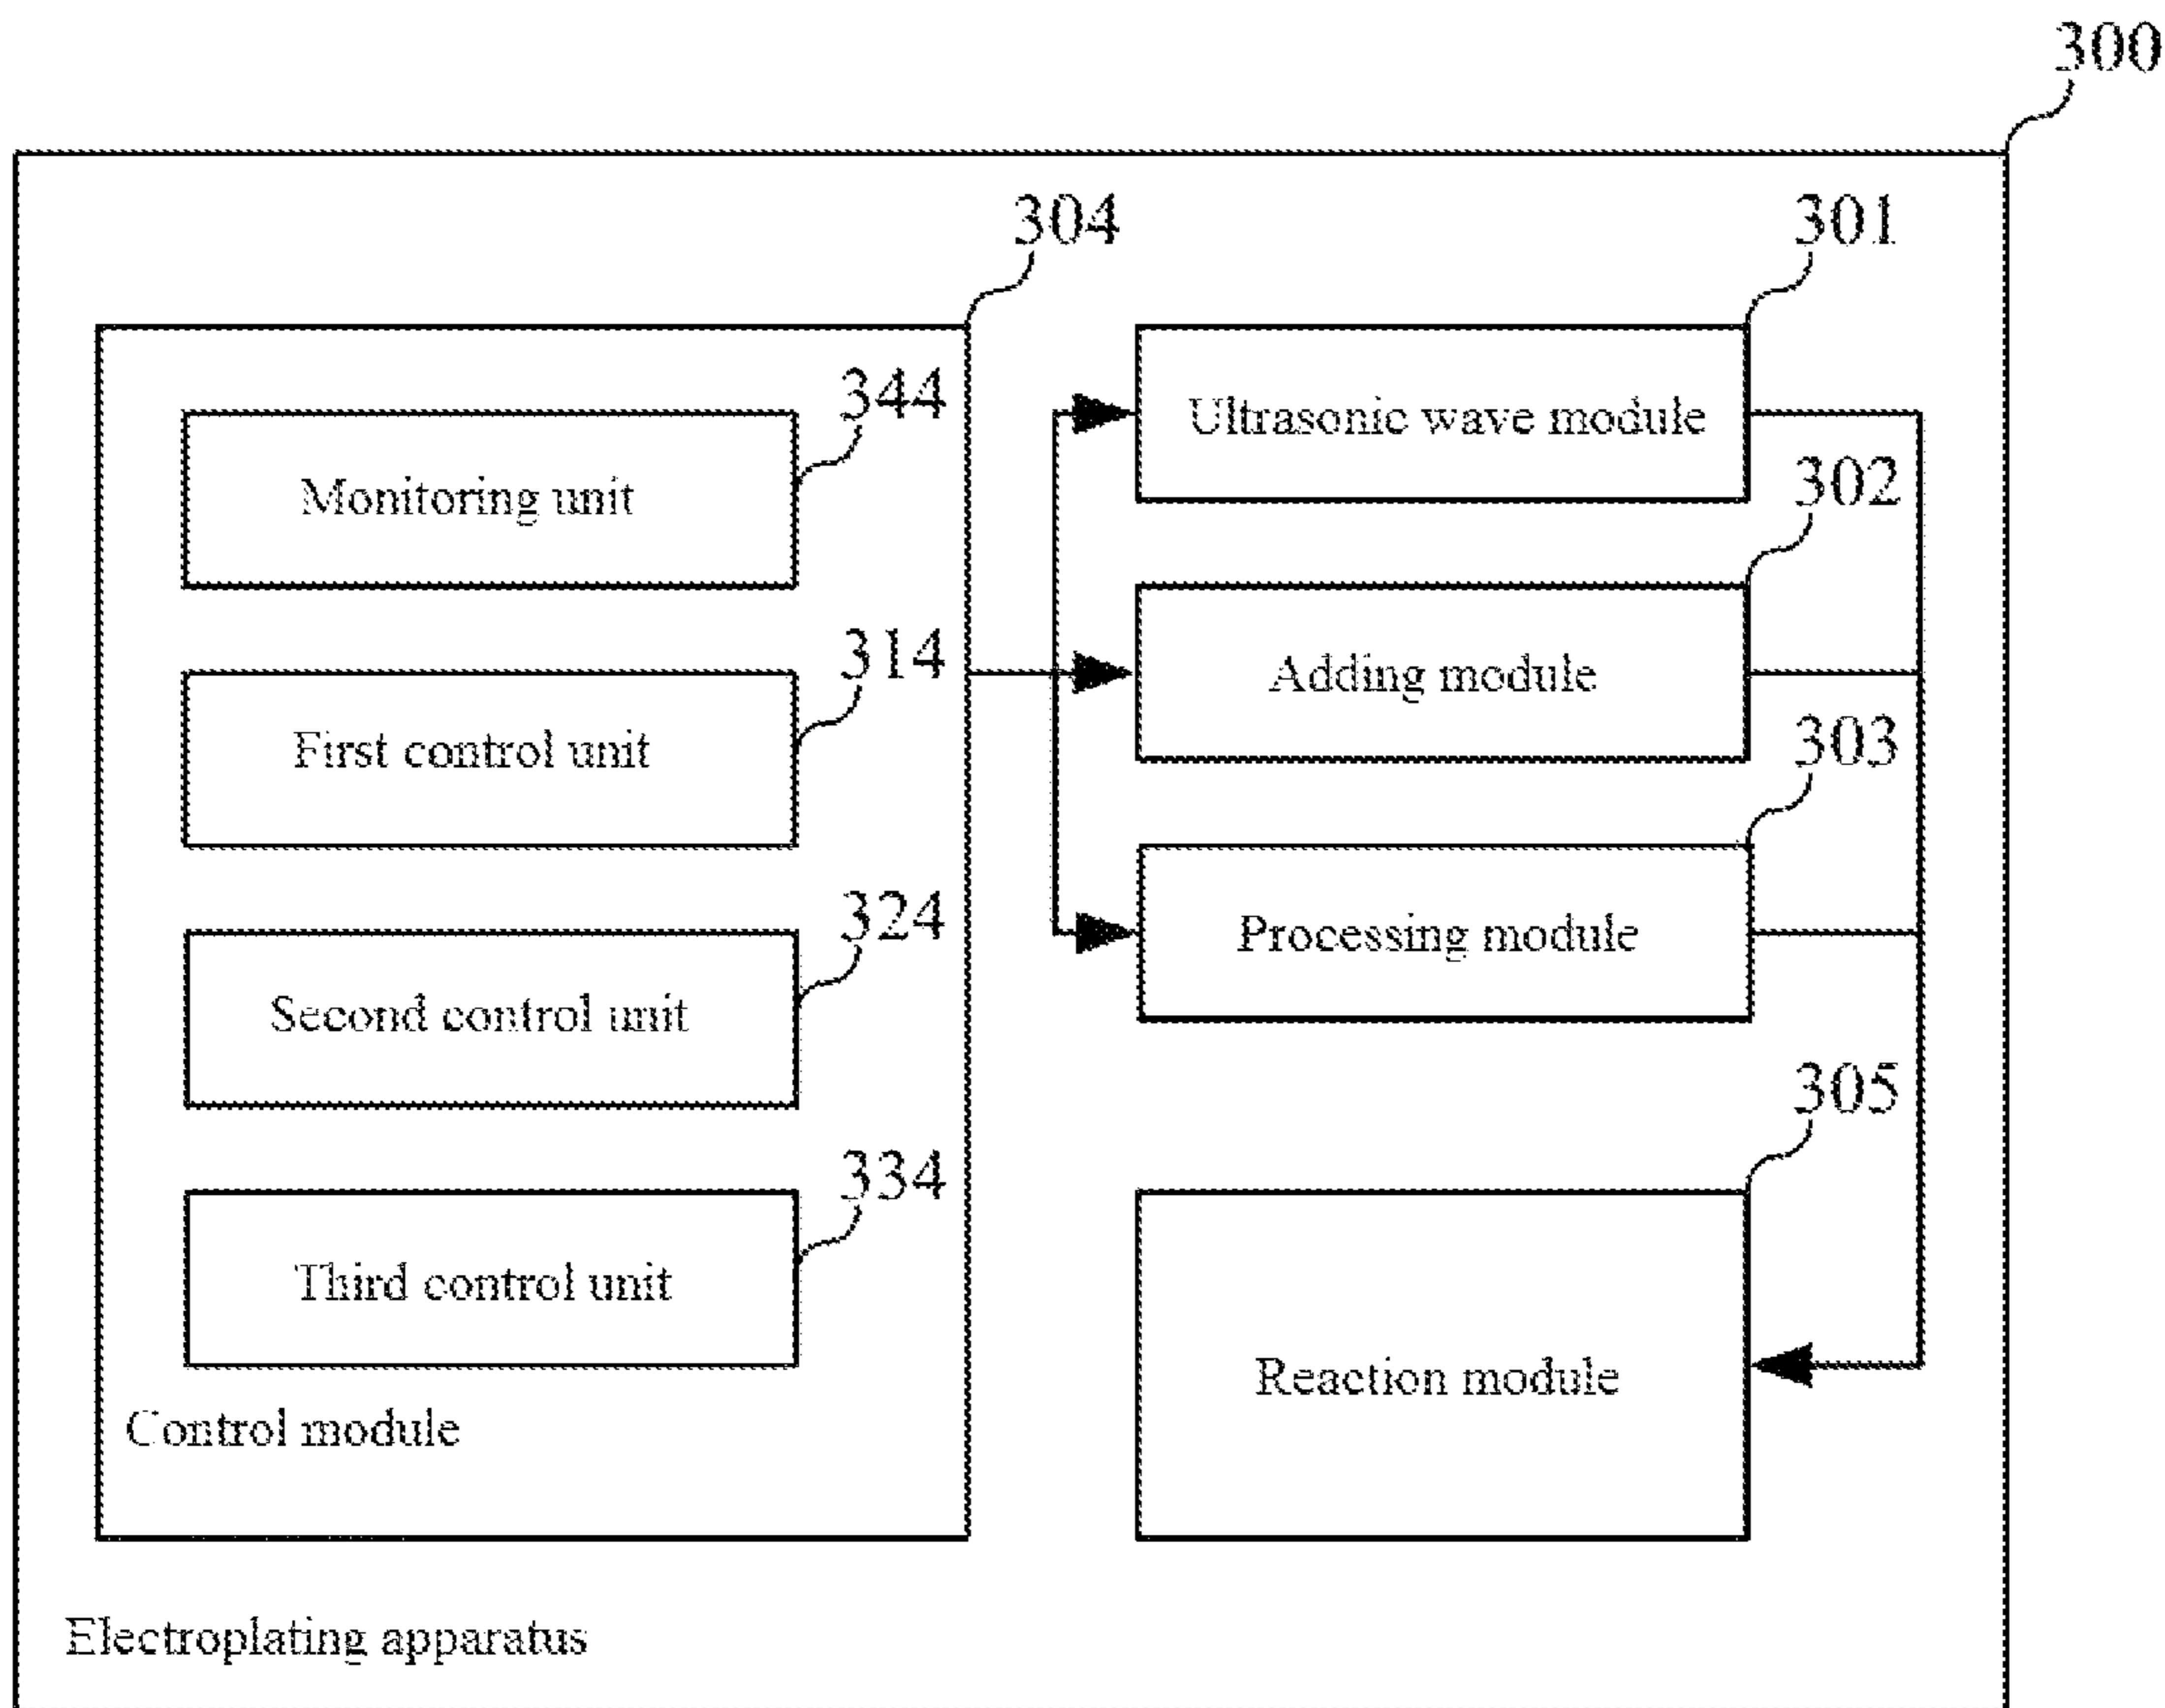 300
304
301
344
Ultrasonic wave module
302
Monitoring unit
314
Adding module
303
First control unit
324
Processing module
Second control unit
305
334
Third control unit
Reaction module
Control module
Electroplating apparatus